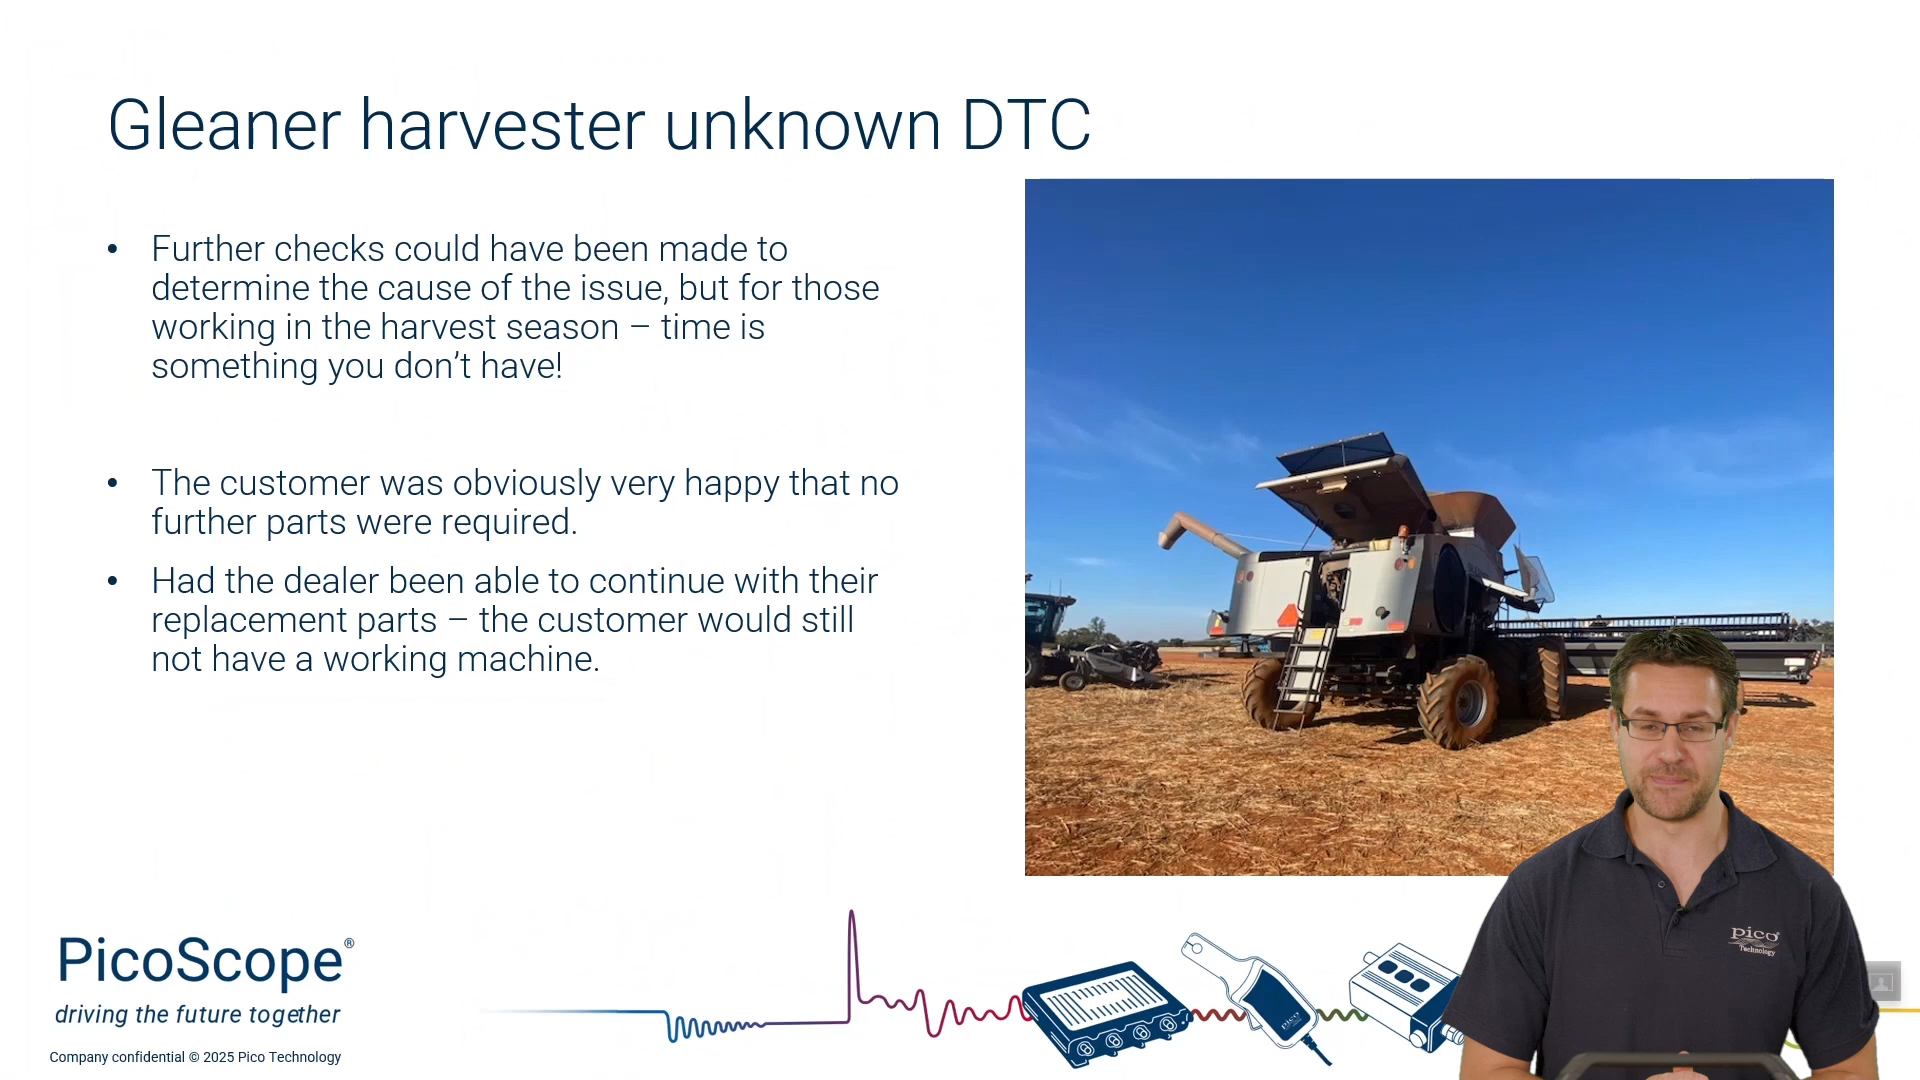 Gleaner harvester unknown DTC
• Further checks could have been made to
determine the cause of the issue, but for those
working in the harvest season – time is
something you don’t have!
• The customer was obviously very happy that no
further parts were required.
• Had the dealer been able to continue with their
replacement parts – the customer would still
not have a working machine.
PicoScope®
driving the future together
Company confidential © 2025 Pico Technology
pico
pico
Technology